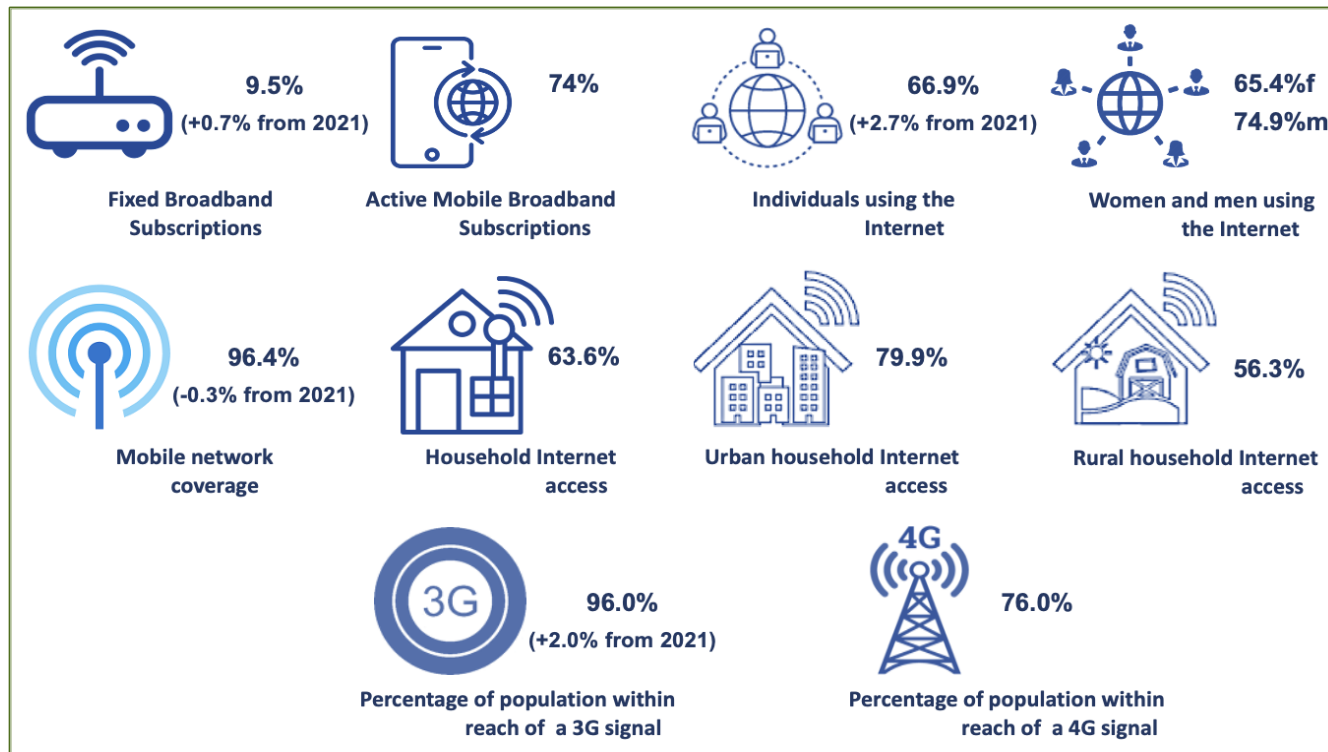 9.5%
(+0.7% from 2021)
Fixed Broadband
Subscriptions
74%
Active Mobile Broadband
Subscriptions
66.9%
(+2.7% from 2021)
Individuals using the
Internet
65.4%f
74.9%m
Women and men using
the Internet
96.4%
(-0.3% from 2021)
Mobile network
coverage
63.6%
Household Internet
access
79.9%
Urban household Internet
access
56.3%
Rural household Internet
access
3G
96.0%
(+2.0% from 2021)
Percentage of population within
reach of a 3G signal
4G
76.0%
Percentage of population within
reach of a 4G signal